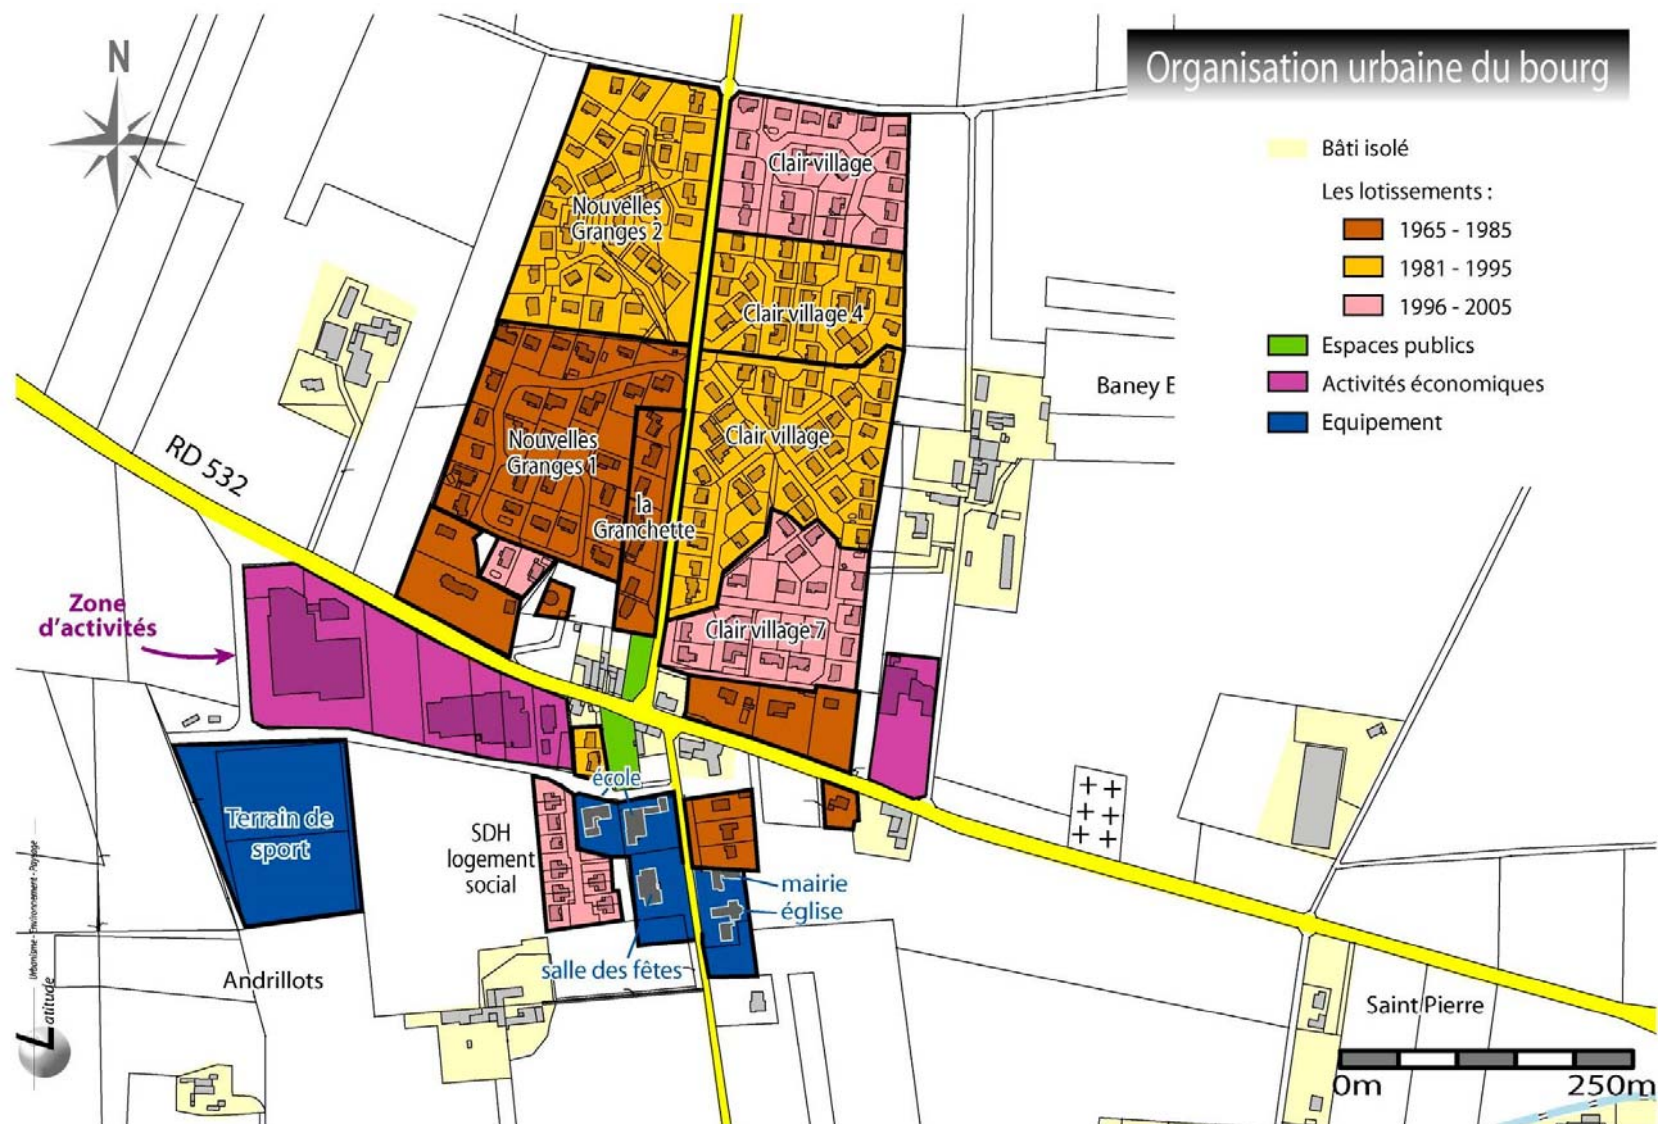 N
Organisation urbaine du bourg
Bâti isolé
Les lotissements :
1965 - 1985
1981 - 1995
1996 - 2005
Espaces publics
Activités économiques
Equipement
Clair village
Nouvelles
Granges 2
Clair village 4
Baney E
Clair village
Nouvelles
Granges 1
RD 532
la
Granchette
Zone
d'activités
Clair village 7
école
Terrain de
sport
SDH
logement
social
mairie
église
salle des fêtes
Andrillots
Saint Pierre
0m
250m
Urbanisme - Environnement - Paysage
Latitude